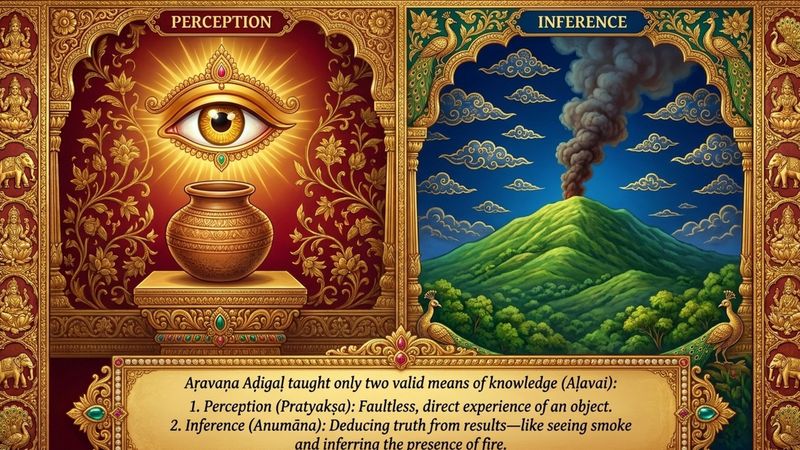 PERCEPTION
INFERENCE
Aṟavaṇa Aḍigaḷ taught only two valid means of knowledge (Aḷavai):
1. Perception (Pratyakṣa): Faultless, direct experience of an object.
2. Inference (Anumāna): Deducing truth from results—like seeing smoke
and inferring the presence of fire.